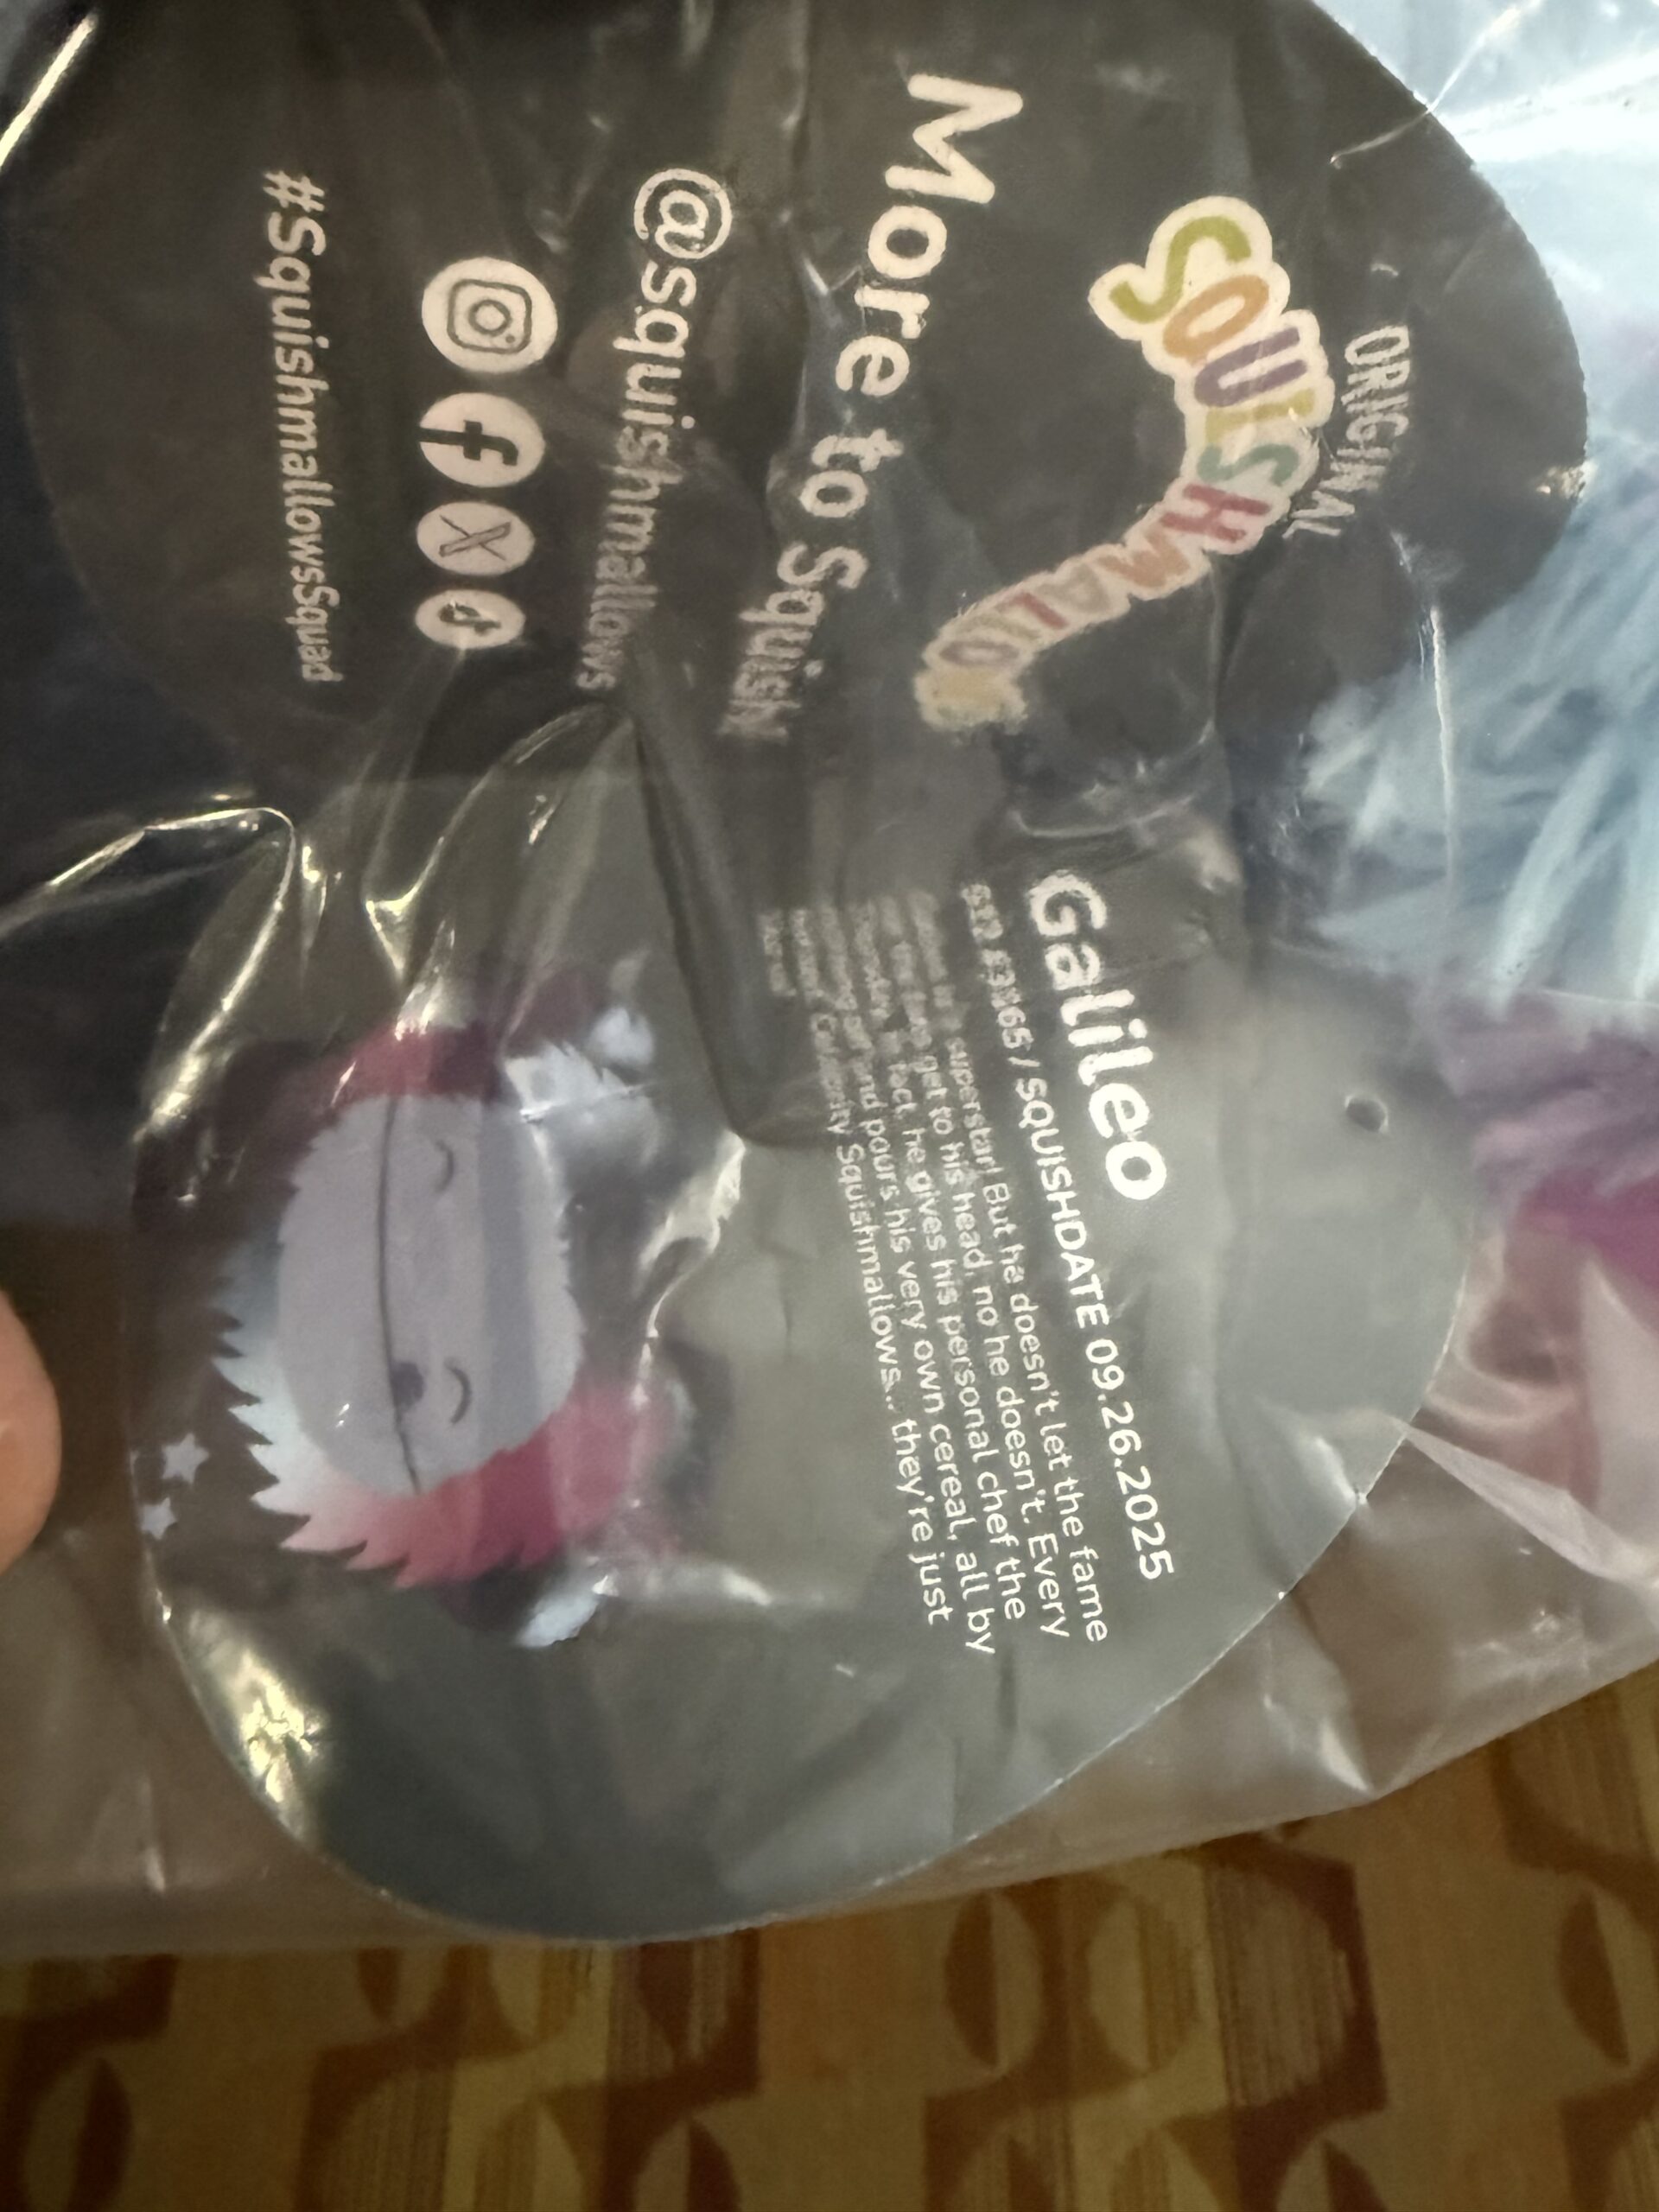 ORIGINAL
SQUISHMALLOWS
More to Squish
@squishmallows
#SquishmallowsSquad
Galileo
/ SQUISHDATE 09.26.2025
superstar! But he doesn't let the fame
get to his head, no he doesn't. Every
fact, he gives his personal chef the
and pours his very own cereal, all by
Celebrity Squishmallows... they're just